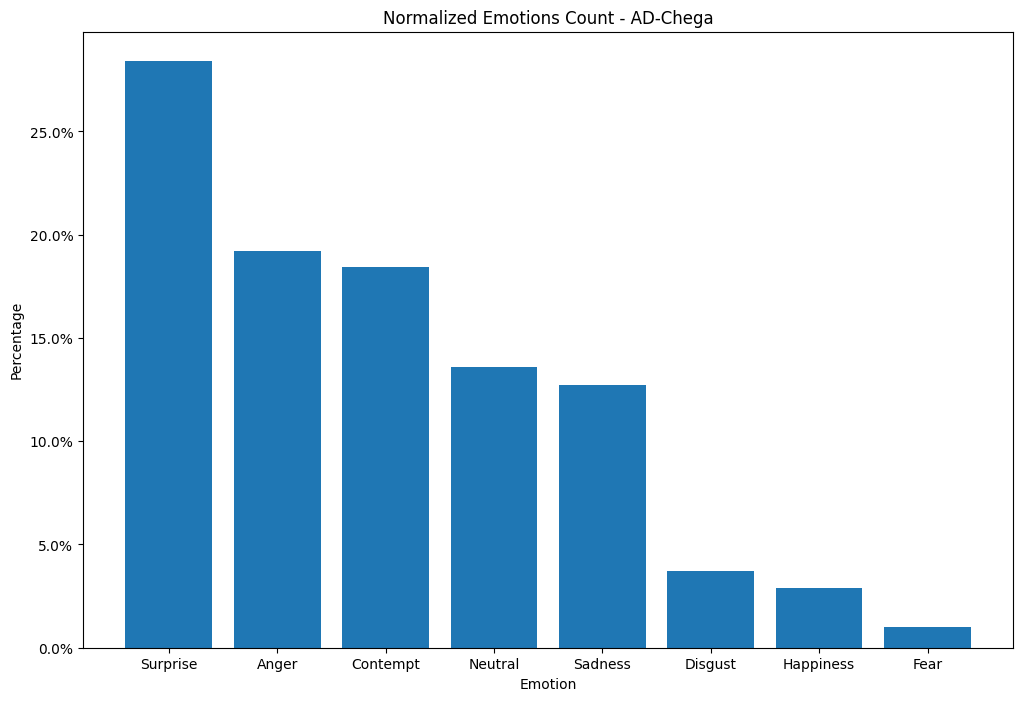 Normalized Emotions Count - AD-Chega
Percentage
25.0%
20.0%
15.0%
10.0%
5.0%
0.0%
Surprise Anger Contempt Neutral Sadness Disgust Happiness Fear
Emotion